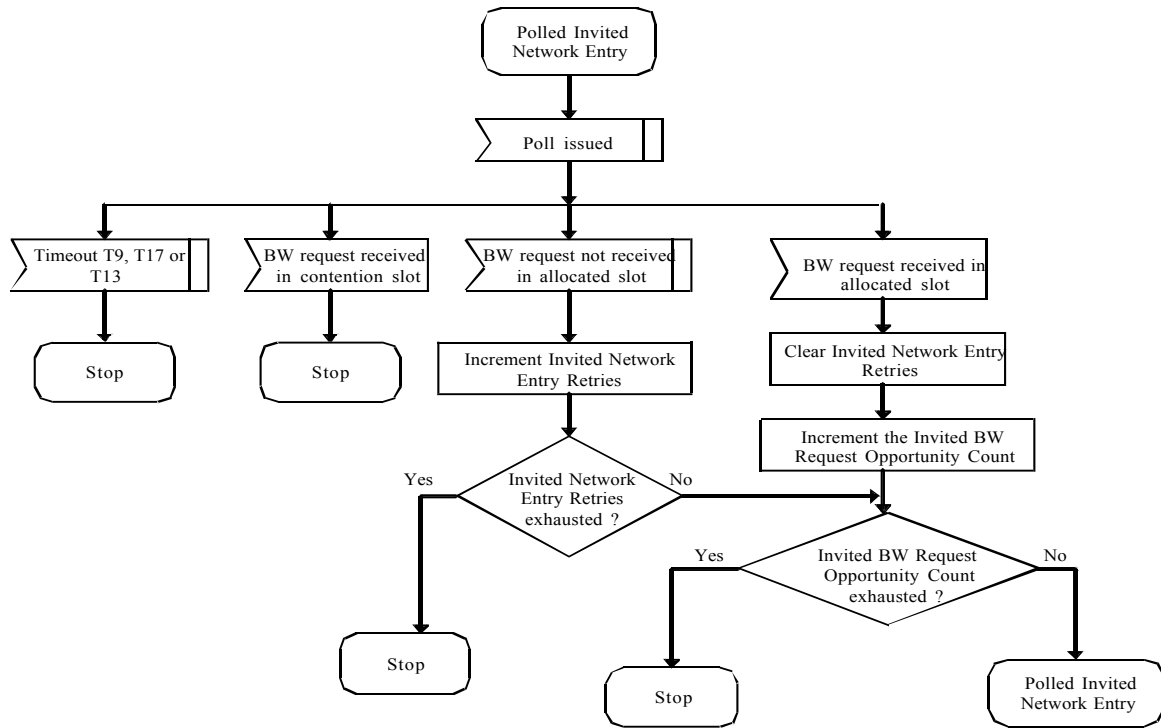 Polled Invited
Network Entry
Poll issued
Timeout T9, T17 or
T13
BW request received
in contention slot
BW request not received
in allocated slot
BW request received in
allocated slot
Stop
Stop
Increment Invited Network
Entry Retries
Clear Invited Network Entry
Retries
Increment the Invited BW
Request Opportunity Count
Yes
Invited Network
Entry Retries
exhausted ?
No
Yes
Invited BW Request
Opportunity Count
exhausted ?
No
Stop
Stop
Polled Invited
Network Entry